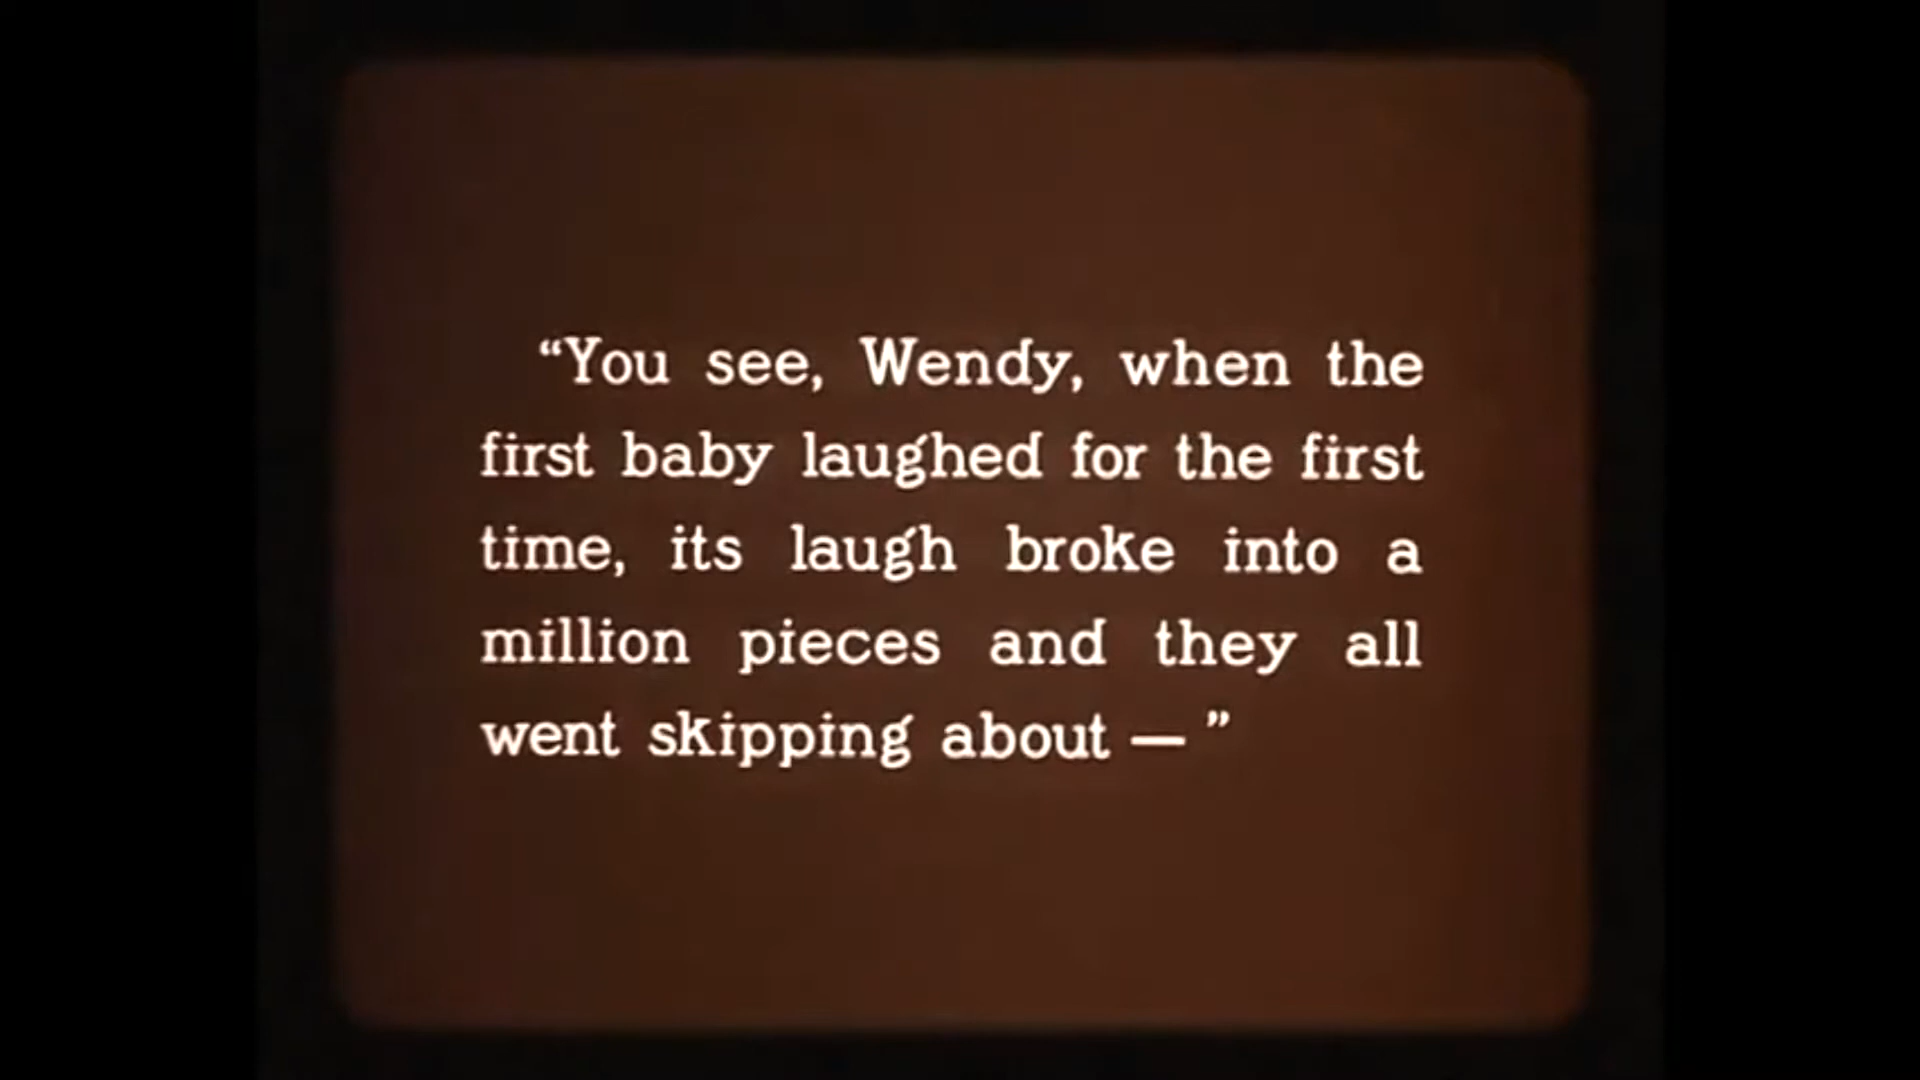 “You see, Wendy, when the
first baby laughed for the first
time, its laugh broke into a
million pieces and they all
went skipping about — ”